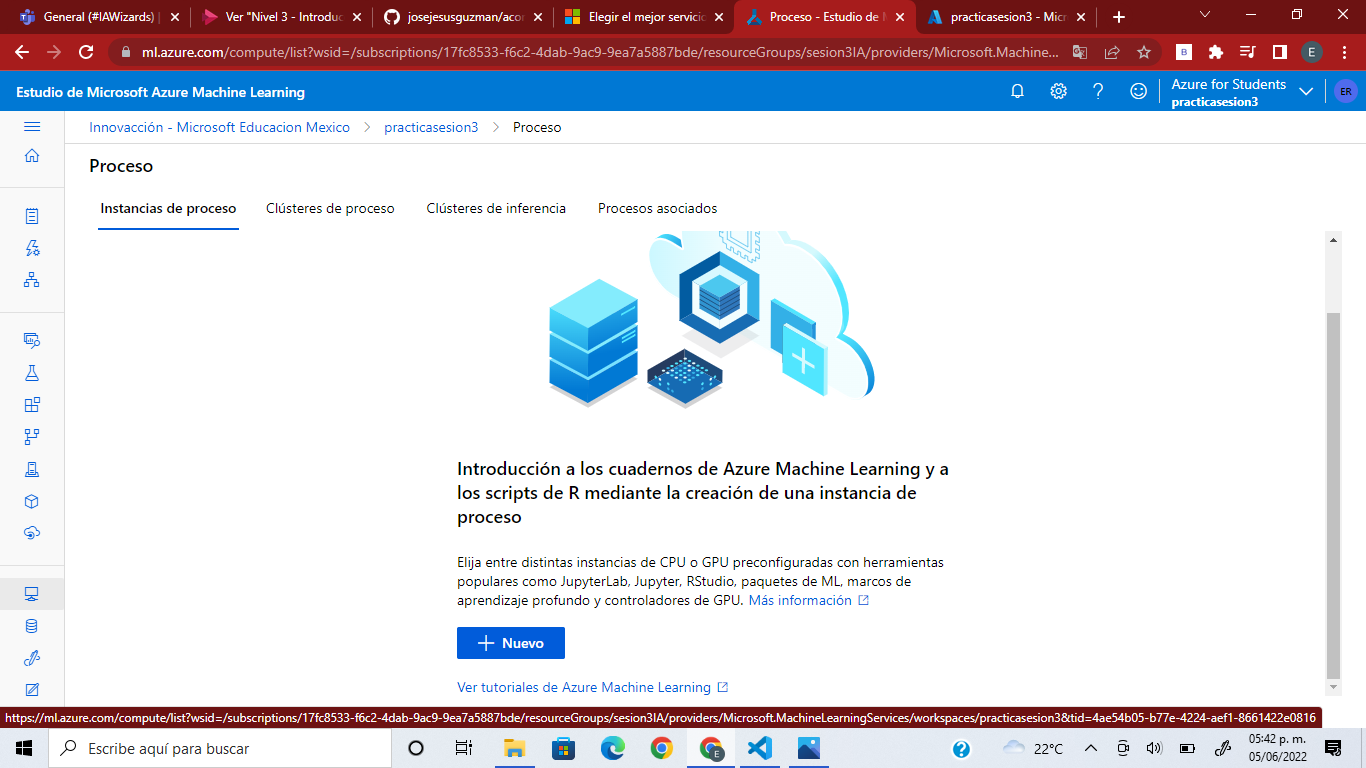 General (#IAWizards) |
Ver "Nivel 3 - Introduc
josejesusguzman/acor
Elegir el mejor servicio
Proceso - Estudio de M
practicasesion3 - Micr
ml.azure.com/compute/list?wsid=/subscriptions/17fc8533-f6c2-4dab-9ac9-9ea7a5887bde/resourceGroups/sesion3IA/providers/Microsoft.Machine...
B
E
Estudio de Microsoft Azure Machine Learning
Azure for Students
practicasesion3
ER
Innovacción - Microsoft Educacion Mexico > practicasesion3 > Proceso
Proceso
Instancias de proceso
Clústeres de proceso
Clústeres de inferencia
Procesos asociados
Introducción a los cuadernos de Azure Machine Learning y a
los scripts de R mediante la creación de una instancia de
proceso
Elija entre distintas instancias de CPU o GPU preconfiguradas con herramientas
populares como JupyterLab, Jupyter, RStudio, paquetes de ML, marcos de
aprendizaje profundo y controladores de GPU. Más información
Nuevo
Ver tutoriales de Azure Machine Learning
https://ml.azure.com/compute/list?wsid=/subscriptions/17fc8533-f6c2-4dab-9ac9-9ea7a5887bde/resourceGroups/sesion3IA/providers/Microsoft.MachineLearningServices/workspaces/practicasesion3&tid=4ae54b05-b77e-4224-aef1-8661422e0816
Escribe aquí para buscar
E
22°C
05:42 p. m.
05/06/2022